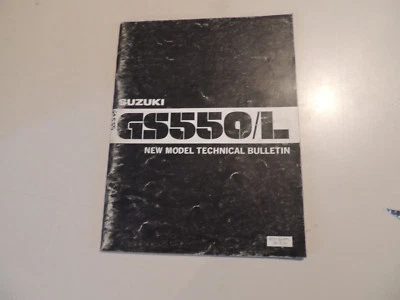 SUZUKI
GS550/L
NEW MODEL TECHNICAL BULLETIN